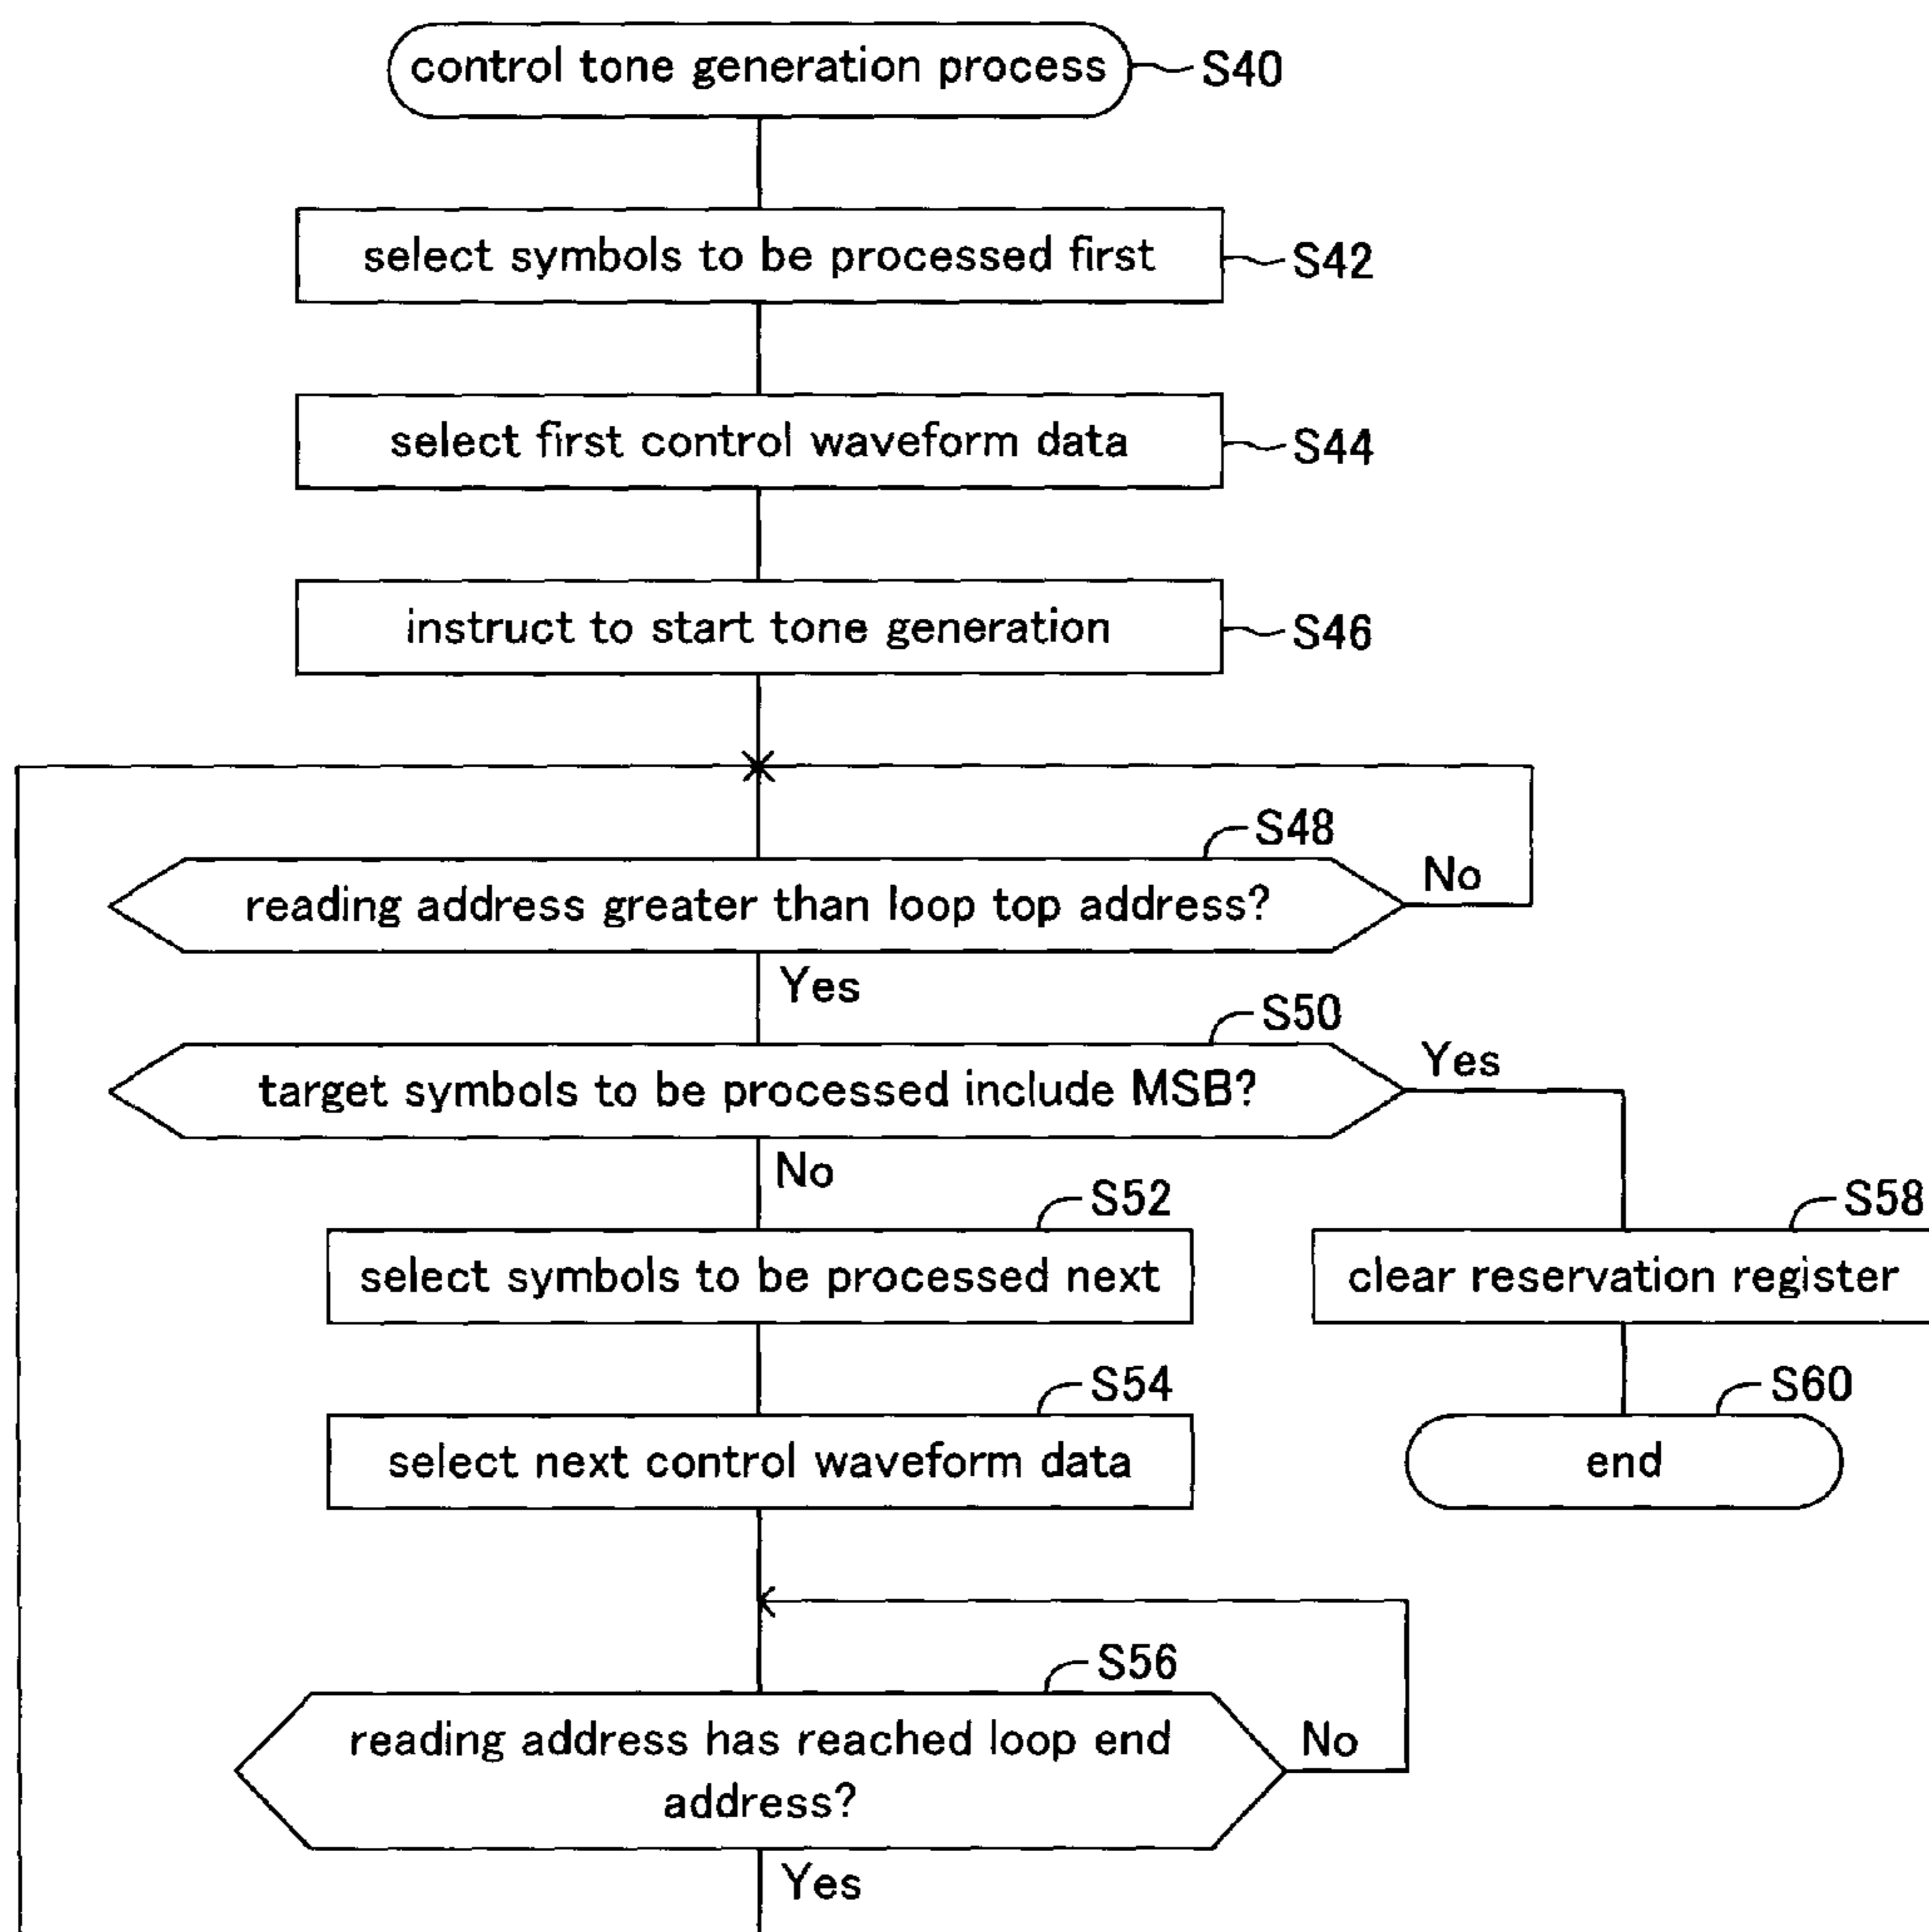 control tone generation process
S40
select symbols to be processed first
S42
select first control waveform data
S44
instruct to start tone generation
S46
S48
reading address greater than loop top address?
No
Yes
S50
target symbols to be processed include MSB?
Yes
No
S52
select symbols to be processed next
S58
clear reservation register
S54
select next control waveform data
S60
end
S56
reading address has reached loop end
address?
No
Yes